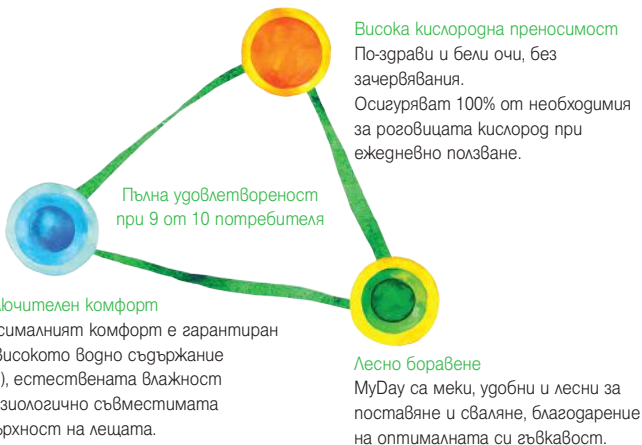 Висока кислородна преносимост
По-здрави и бели очи, без
зачервявания.
Осигуряват 100% от необходимия
за роговицата кислород при
ежедневно ползване.
Пълна удовлетвореност
при 9 от 10 потребителя
комфорт
комфорт е гарантиран
високото водно съдържание
естествената влажност
съвместимата
на лещата.
Лесно боравене
MyDay са меки, удобни и лесни за
поставяне и сваляне, благодарение
на оптималната си гъвкавост.